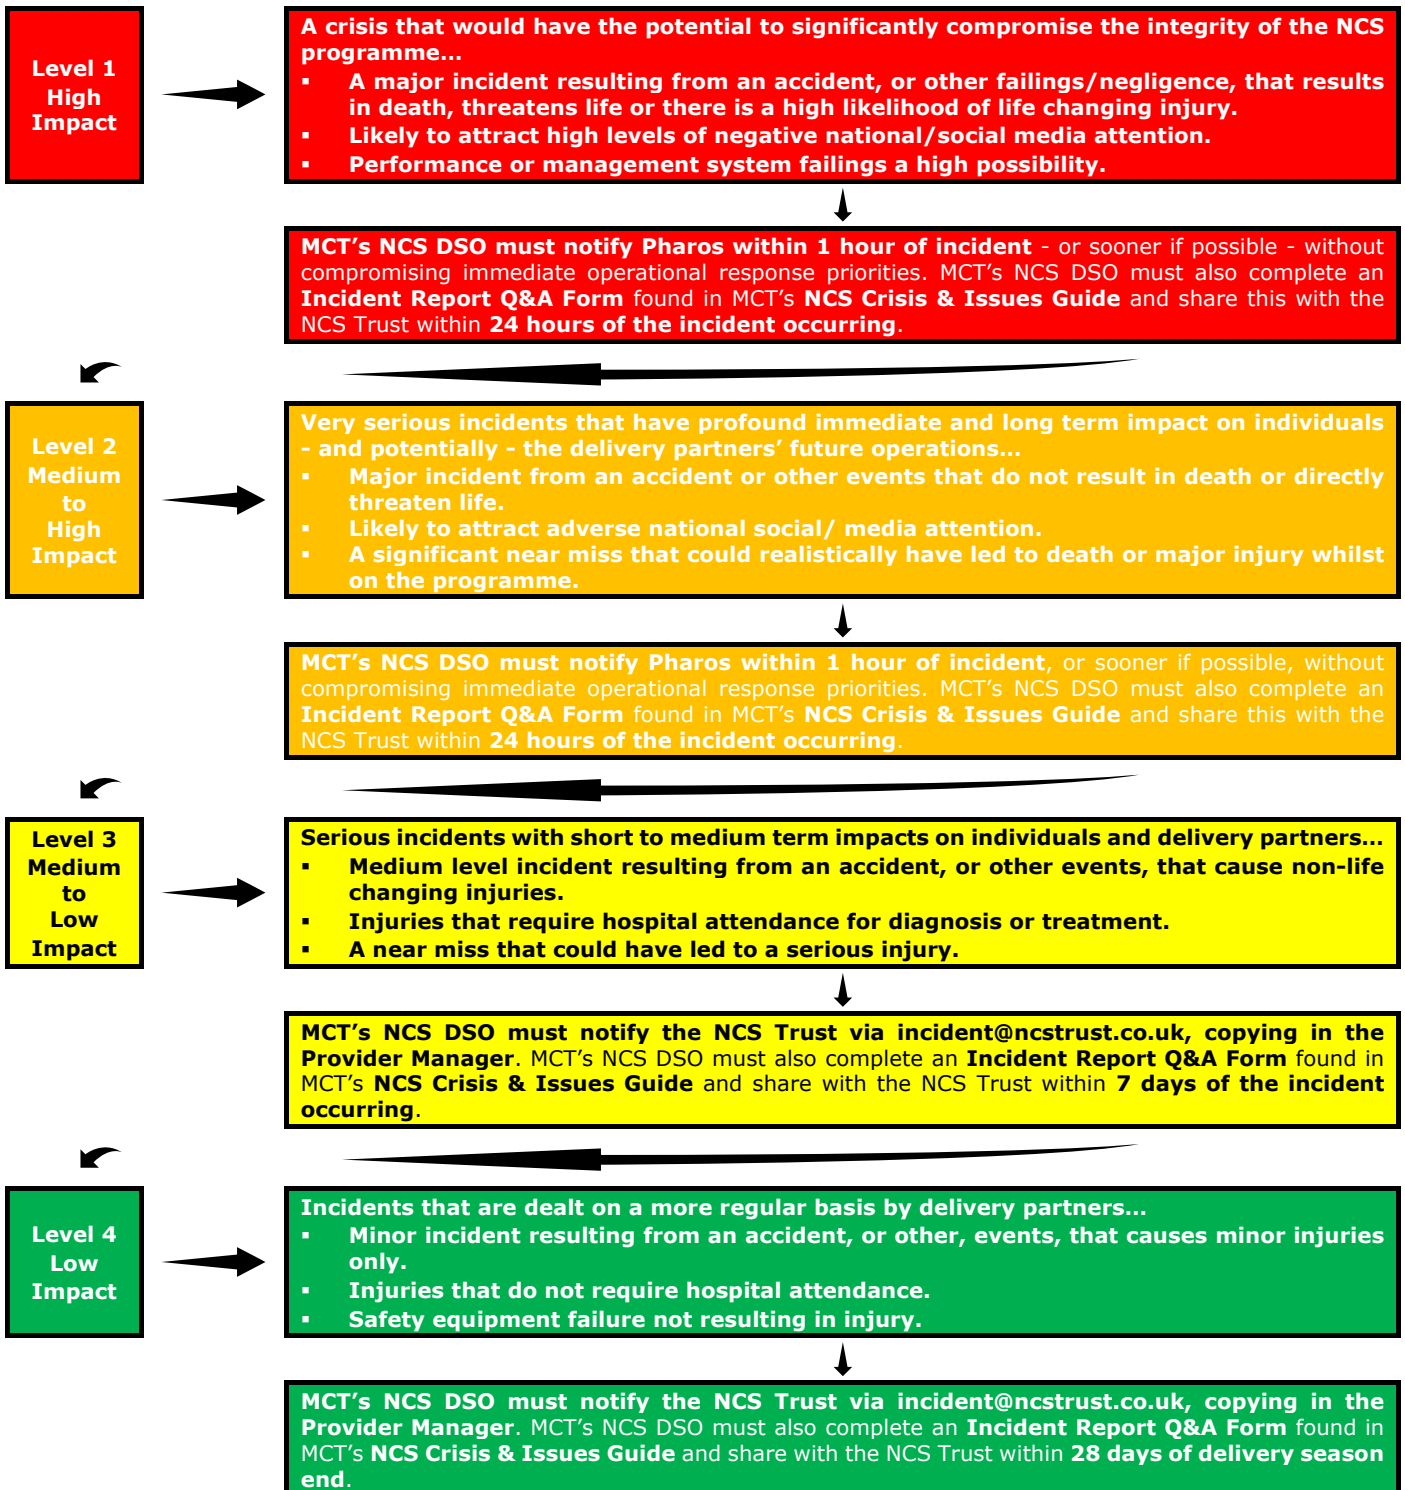 Level 1
High
Impact
A crisis that would have the potential to significantly compromise the integrity of the NCS
programme...
▪ A major incident resulting from an accident, or other failings/negligence, that results
in death, threatens life or there is a high likelihood of life changing injury.
▪ Likely to attract high levels of negative national/social media attention.
▪ Performance or management system failings a high possibility.
MCT’s NCS DSO must notify Pharos within 1 hour of incident - or sooner if possible - without
compromising immediate operational response priorities. MCT’s NCS DSO must also complete an
Incident Report Q&A Form found in MCT’s NCS Crisis & Issues Guide and share this with the
NCS Trust within 24 hours of the incident occurring.
Level 2
Medium
to
High
Impact
Very serious incidents that have profound immediate and long term impact on individuals
- and potentially - the delivery partners’ future operations...
▪ Major incident from an accident or other events that do not result in death or directly
threaten life.
▪ Likely to attract adverse national social/ media attention.
▪ A significant near miss that could realistically have led to death or major injury whilst
on the programme.
MCT’s NCS DSO must notify Pharos within 1 hour of incident, or sooner if possible, without
compromising immediate operational response priorities. MCT’s NCS DSO must also complete an
Incident Report Q&A Form found in MCT’s NCS Crisis & Issues Guide and share this with the
NCS Trust within 24 hours of the incident occurring.
Level 3
Medium
to
Low
Impact
Serious incidents with short to medium term impacts on individuals and delivery partners...
▪ Medium level incident resulting from an accident, or other events, that cause non-life
changing injuries.
▪ Injuries that require hospital attendance for diagnosis or treatment.
▪ A near miss that could have led to a serious injury.
MCT’s NCS DSO must notify the NCS Trust via incident@ncstrust.co.uk, copying in the
Provider Manager. MCT’s NCS DSO must also complete an Incident Report Q&A Form found in
MCT’s NCS Crisis & Issues Guide and share with the NCS Trust within 7 days of the incident
occurring.
Level 4
Low
Impact
Incidents that are dealt on a more regular basis by delivery partners...
▪ Minor incident resulting from an accident, or other, events, that causes minor injuries
only.
▪ Injuries that do not require hospital attendance.
▪ Safety equipment failure not resulting in injury.
MCT’s NCS DSO must notify the NCS Trust via incident@ncstrust.co.uk, copying in the
Provider Manager. MCT’s NCS DSO must also complete an Incident Report Q&A Form found in
MCT’s NCS Crisis & Issues Guide and share with the NCS Trust within 28 days of delivery season
end.